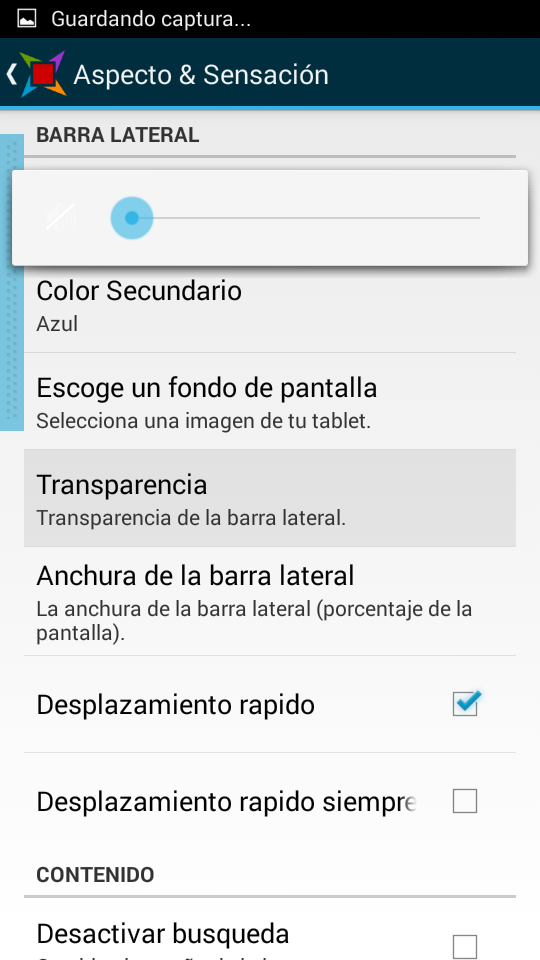 Guardando captura...
Aspecto & Sensación
BARRA LATERAL
Color Secundario
Azul
Escoge un fondo de pantalla
Selecciona una imagen de tu tablet.
Transparencia
Transparencia de la barra lateral.
Anchura de la barra lateral
La anchura de la barra lateral (porcentaje de la
pantalla).
Desplazamiento rapido
Desplazamiento rapido siempre
CONTENIDO
Desactivar busqueda